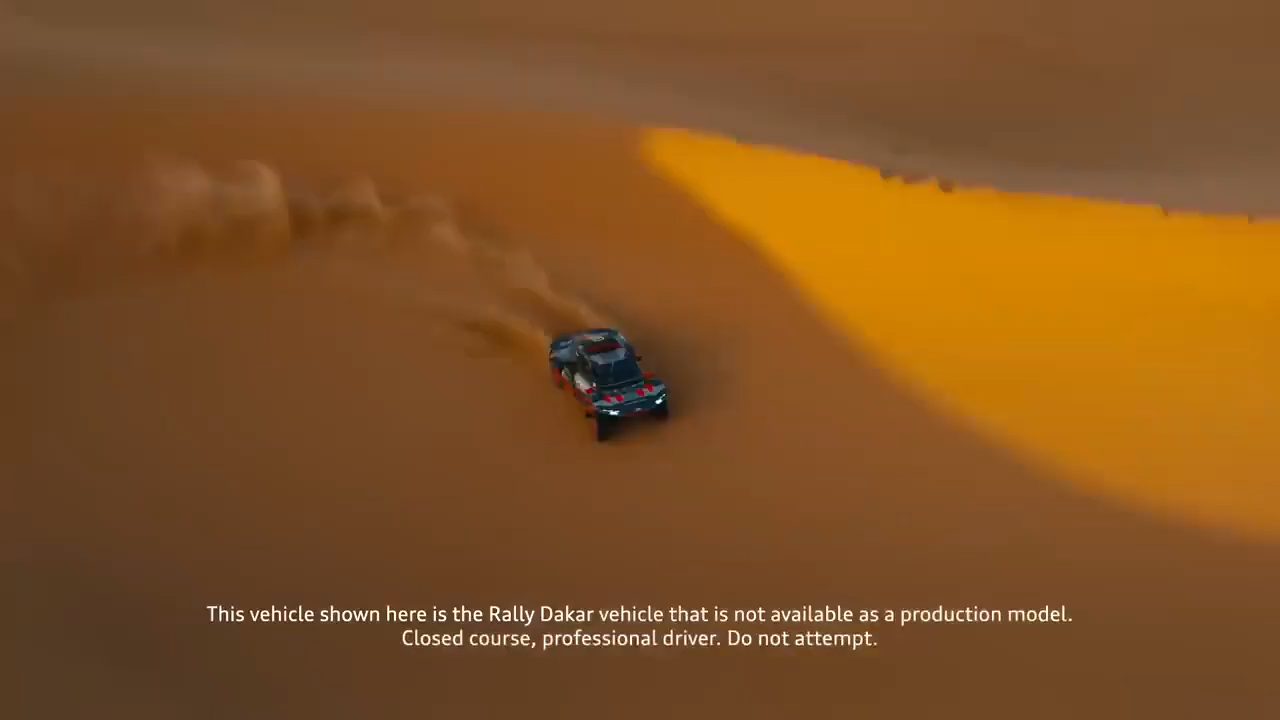 This vehicle shown here is the Rally Dakar vehicle that is not available as a production model.
Closed course, professional driver. Do not attempt.